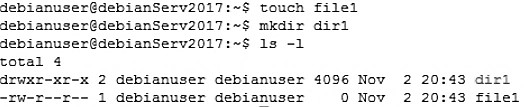 debianuser@debianServ2017:~$ touch file1
debianuser@debianServ2017:~$ mkdir dir1
debianuser@debianServ2017:~$ ls -l
total 4
drwxr-xr-x 2 debianuser debianuser 4096 Nov  2 20:43 dir1
-rw-r--r-- 1 debianuser debianuser    0 Nov  2 20:43 file1